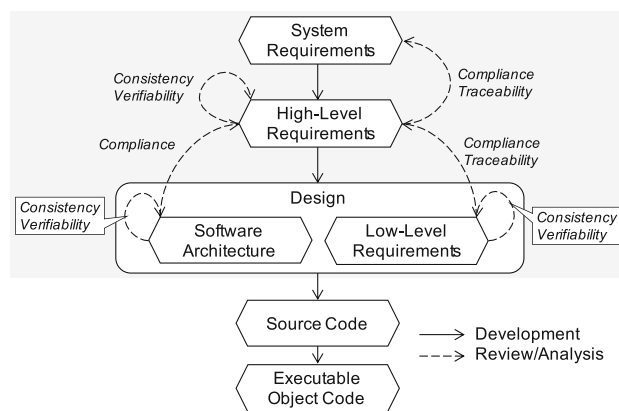 System
Requirements
Consistency
Verifiability
Compliance
Traceability
High-Level
Requirements
Compliance
Compliance
Traceability
Design
Consistency
Verifiability
Software
Architecture
Low-Level
Requirements
Consistency
Verifiability
Source Code
Development
Review/Analysis
Executable
Object Code